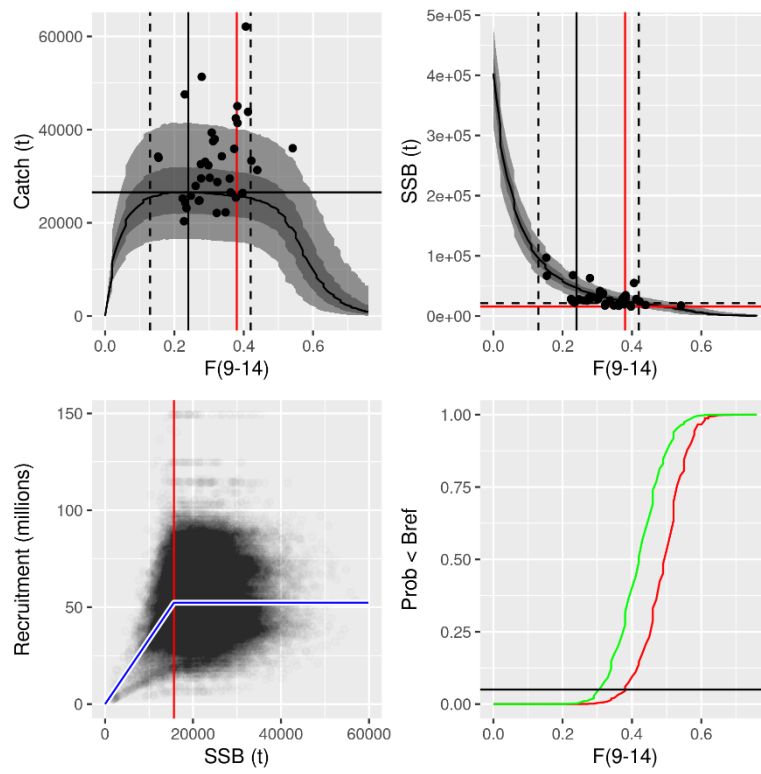 Catch (t)
60000
40000
20000
0
0.0 0.2 0.4 0.6
F(9-14)
SSB (t)
5e+05
4e+05
3e+05
2e+05
1e+05
0e+00
0.0 0.2 0.4 0.6
F(9-14)
Recruitment (millions)
150
100
50
0
0 20000 40000 60000
SSB (t)
Prob < Bref
1.00
0.75
0.50
0.25
0.00
0.0 0.2 0.4 0.6
F(9-14)